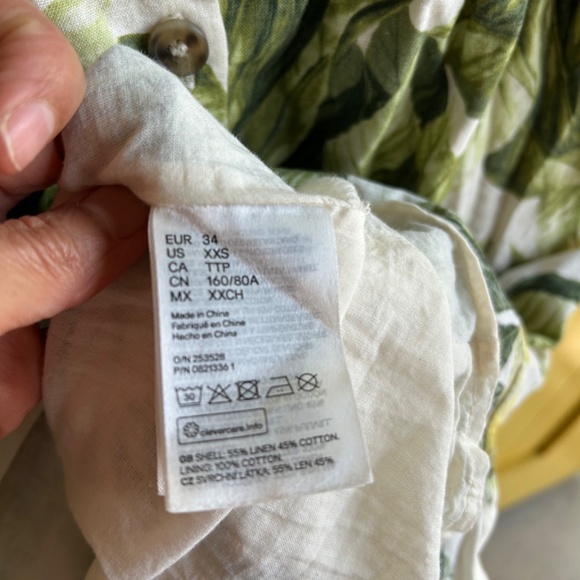 EUR 34
US XXS
CA TTP
CN 160/80A
MX XXCH
Made in China
Fabriqué en Chine
Hecho en China
O/N 253528
P/N 0821336 1
30
clevercare.info
GB SHELL: 55% LINEN 45% COTTON.
LINING: 100% COTTON.
CZ SVRCHNÍ LÁTKA: 55% LEN 45%